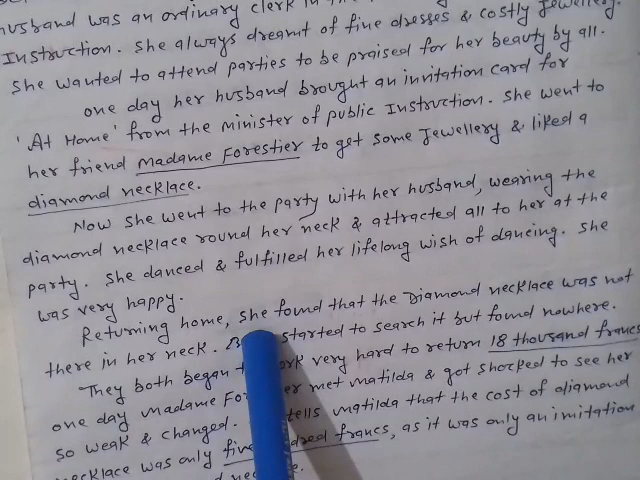 husband was an ordinary clerk in the
Instruction. She always dreamt of fine dresses & costly Jewellery.
She wanted to attend parties to be praised for her beauty by all.
one day her husband brought an invitation card for
'At Home' from the minister of public Instruction. She went to
her friend madame Forestier to get some Jewellery & liked a
diamond necklace.
Now she went to the party with her husband, wearing the
diamond necklace round her neck & attracted all to her at the
party. She danced & fulfilled her lifelong wish of dancing. She
was very happy.
Returning home, she found that the Diamond necklace was not
there in her neck. started to search it but found nowhere.
They both began very hard to return 18 thousand francs
one day madame met matilda & got shocked to see her
so weak & changed. tells matilda that the cost of diamond
necklace was only francs, as it was only an imitation